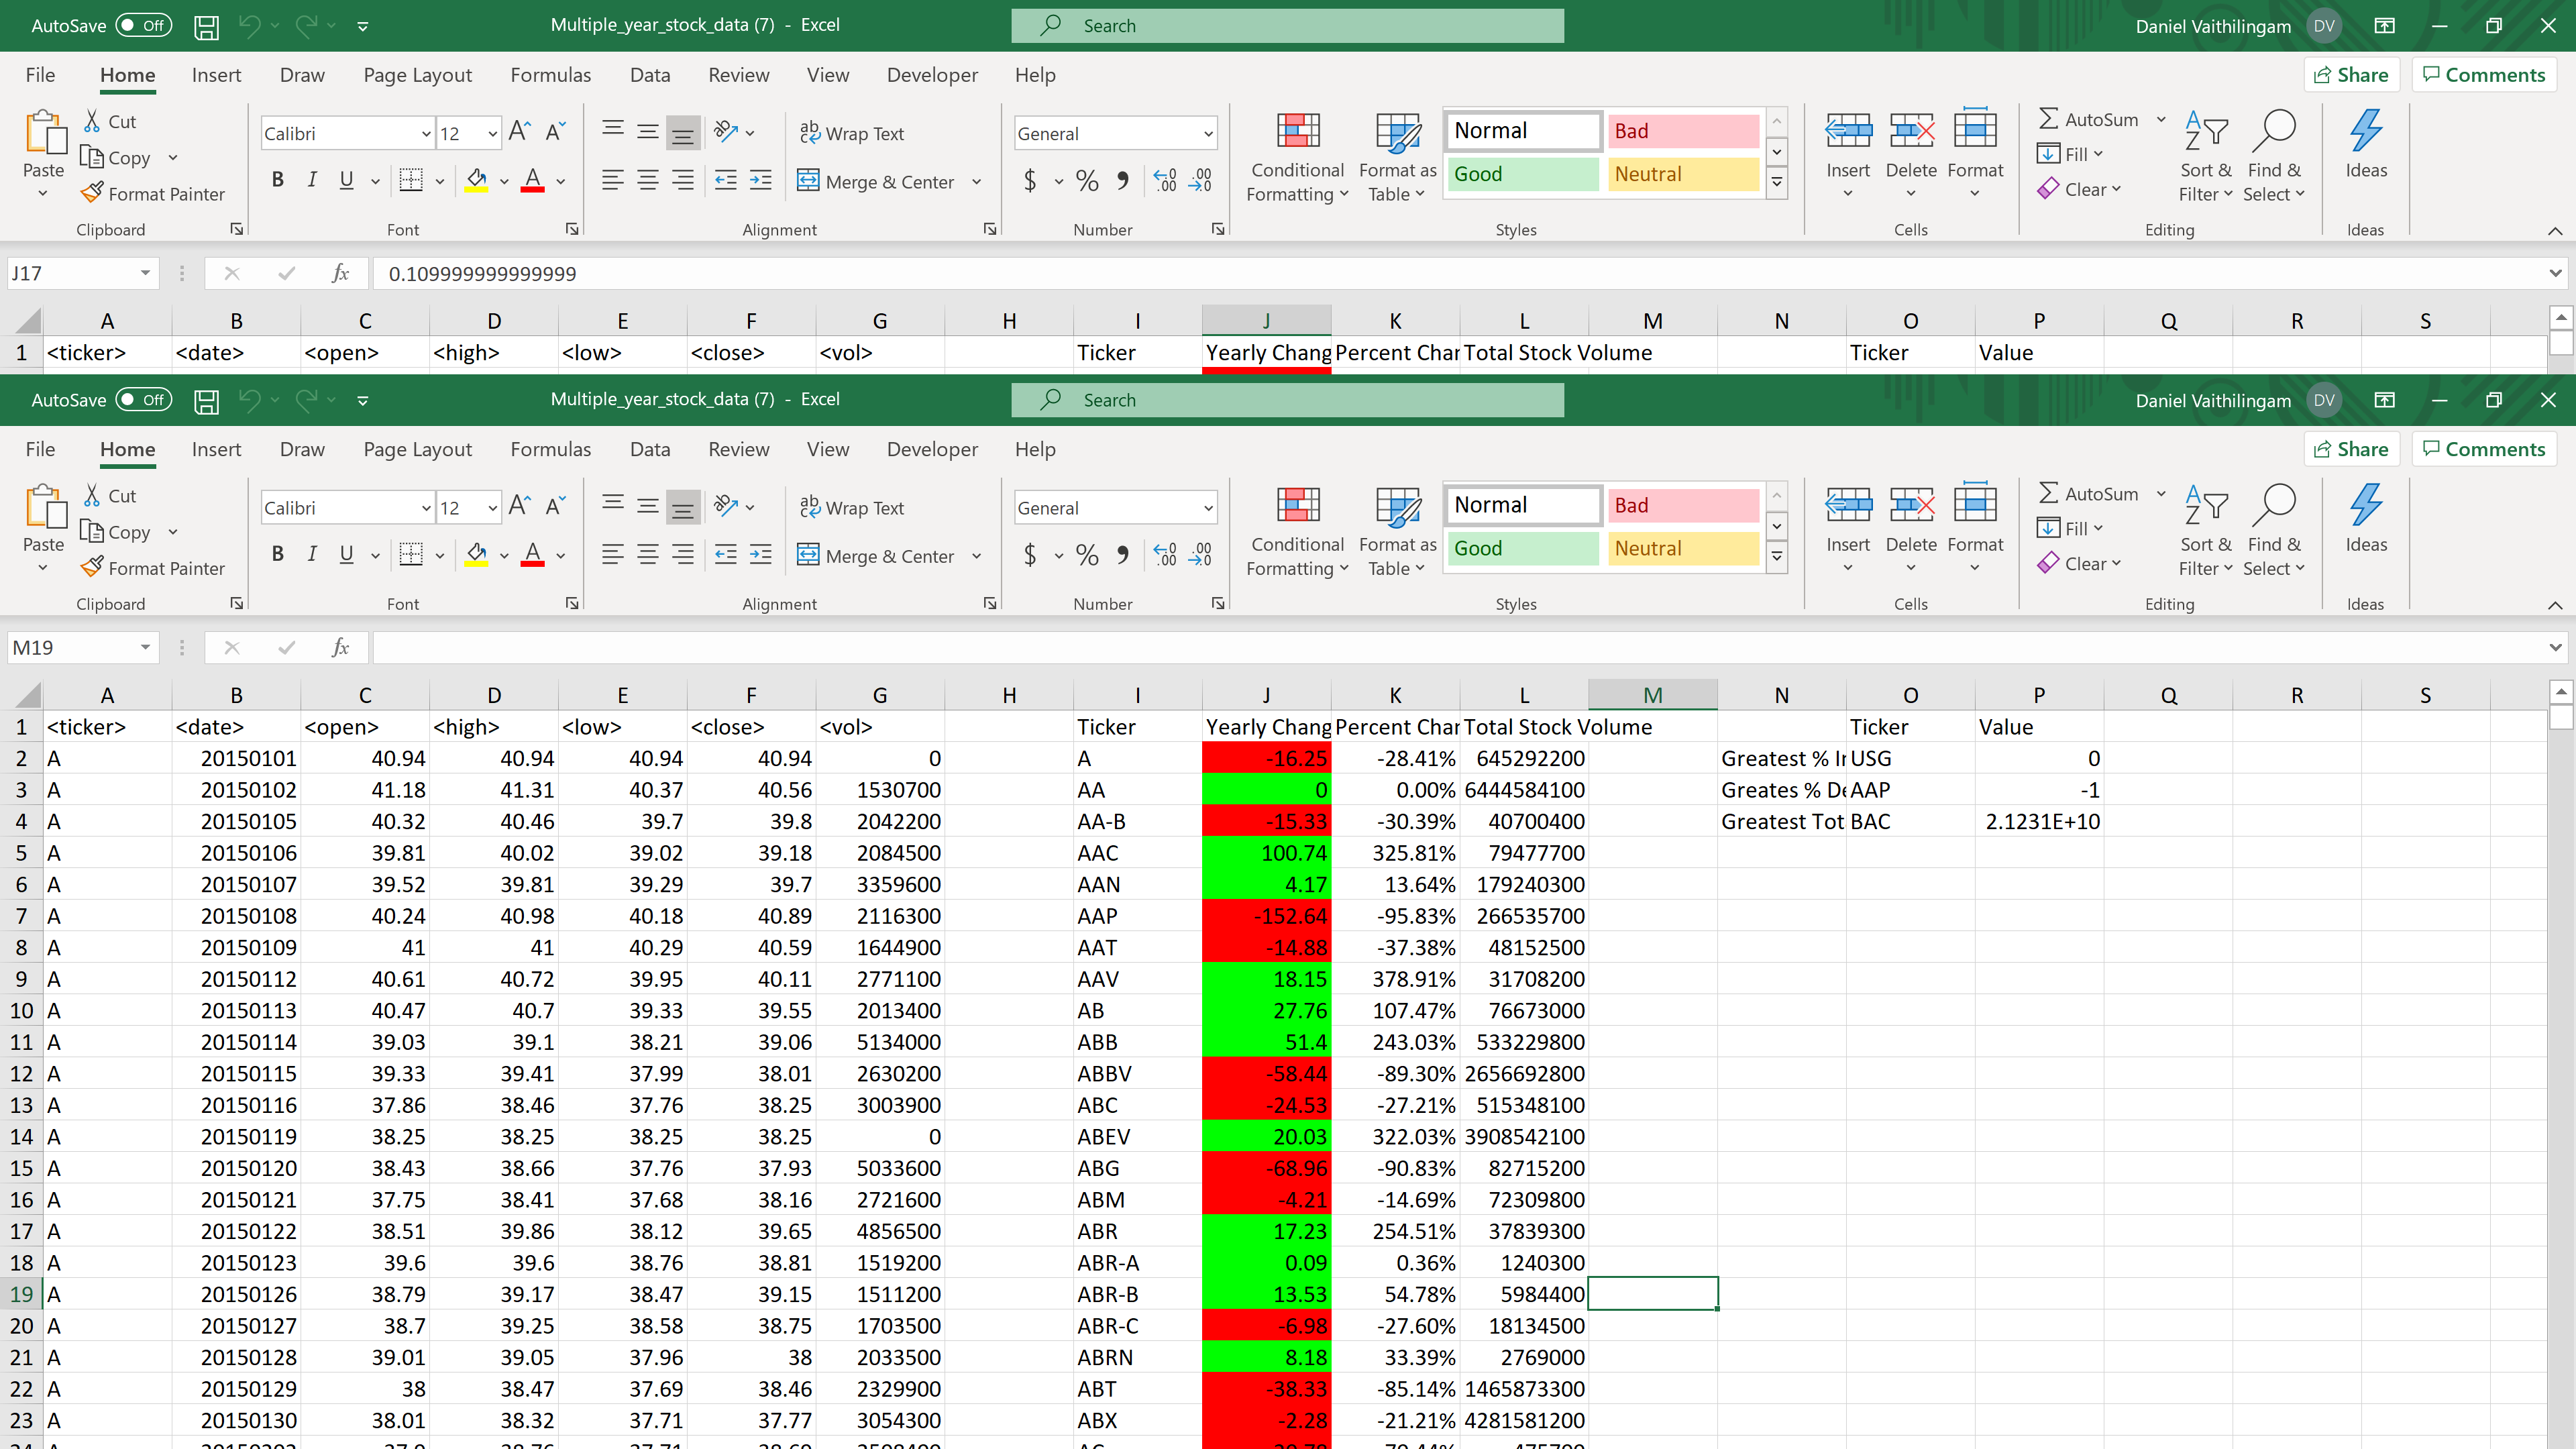 AutoSave Off Multiple_year_stock_data (7) - Excel Search Daniel Vaithilingam DV
File Home Insert Draw Page Layout Formulas Data Review View Developer Help Share Comments
Paste Cut Copy Format Painter Clipboard
Calibri 12 B I U A Font
ab Wrap Text Merge & Center Alignment
General $ % Number
Conditional Formatting Format as Table Normal Bad Good Neutral Styles
Insert Delete Format Cells
AutoSum Fill Clear Sort & Filter Find & Select Editing
Ideas Ideas
J17 fx 0.109999999999999
A B C D E F G H I J K L M N O P Q R S
1 <ticker> <date> <open> <high> <low> <close> <vol> Ticker Yearly Chang Percent Char Total Stock Volume Ticker Value
AutoSave Off Multiple_year_stock_data (7) - Excel Search Daniel Vaithilingam DV
File Home Insert Draw Page Layout Formulas Data Review View Developer Help Share Comments
Paste Cut Copy Format Painter Clipboard
Calibri 12 B I U A Font
ab Wrap Text Merge & Center Alignment
General $ % Number
Conditional Formatting Format as Table Normal Bad Good Neutral Styles
Insert Delete Format Cells
AutoSum Fill Clear Sort & Filter Find & Select Editing
Ideas Ideas
M19 fx
A B C D E F G H I J K L M N O P Q R S
1 <ticker> <date> <open> <high> <low> <close> <vol> Ticker Yearly Chang Percent Char Total Stock Volume Ticker Value
2 A 20150101 40.94 40.94 40.94 40.94 0 A -16.25 -28.41% 645292200 Greatest % Ir USG 0
3 A 20150102 41.18 41.31 40.37 40.56 1530700 AA 0 0.00% 6444584100 Greates % De AAP -1
4 A 20150105 40.32 40.46 39.7 39.8 2042200 AA-B -15.33 -30.39% 40700400 Greatest Tot BAC 2.1231E+10
5 A 20150106 39.81 40.02 39.02 39.18 2084500 AAC 100.74 325.81% 79477700
6 A 20150107 39.52 39.81 39.29 39.7 3359600 AAN 4.17 13.64% 179240300
7 A 20150108 40.24 40.98 40.18 40.89 2116300 AAP -152.64 -95.83% 266535700
8 A 20150109 41 41 40.29 40.59 1644900 AAT -14.88 -37.38% 48152500
9 A 20150112 40.61 40.72 39.95 40.11 2771100 AAV 18.15 378.91% 31708200
10 A 20150113 40.47 40.7 39.33 39.55 2013400 AB 27.76 107.47% 76673000
11 A 20150114 39.03 39.1 38.21 39.06 5134000 ABB 51.4 243.03% 533229800
12 A 20150115 39.33 39.41 37.99 38.01 2630200 ABBV -58.44 -89.30% 2656692800
13 A 20150116 37.86 38.46 37.76 38.25 3003900 ABC -24.53 -27.21% 515348100
14 A 20150119 38.25 38.25 38.25 38.25 0 ABEV 20.03 322.03% 3908542100
15 A 20150120 38.43 38.66 37.76 37.93 5033600 ABG -68.96 -90.83% 82715200
16 A 20150121 37.75 38.41 37.68 38.16 2721600 ABM -4.21 -14.69% 72309800
17 A 20150122 38.51 39.86 38.12 39.65 4856500 ABR 17.23 254.51% 37839300
18 A 20150123 39.6 39.6 38.76 38.81 1519200 ABR-A 0.09 0.36% 1240300
19 A 20150126 38.79 39.17 38.47 39.15 1511200 ABR-B 13.53 54.78% 5984400
20 A 20150127 38.7 39.25 38.58 38.75 1703500 ABR-C -6.98 -27.60% 18134500
21 A 20150128 39.01 39.05 37.96 38 2033500 ABRN 8.18 33.39% 2769000
22 A 20150129 38 38.47 37.69 38.46 2329900 ABT -38.33 -85.14% 1465873300
23 A 20150130 38.01 38.32 37.71 37.77 3054300 ABX -2.28 -21.21% 4281581200